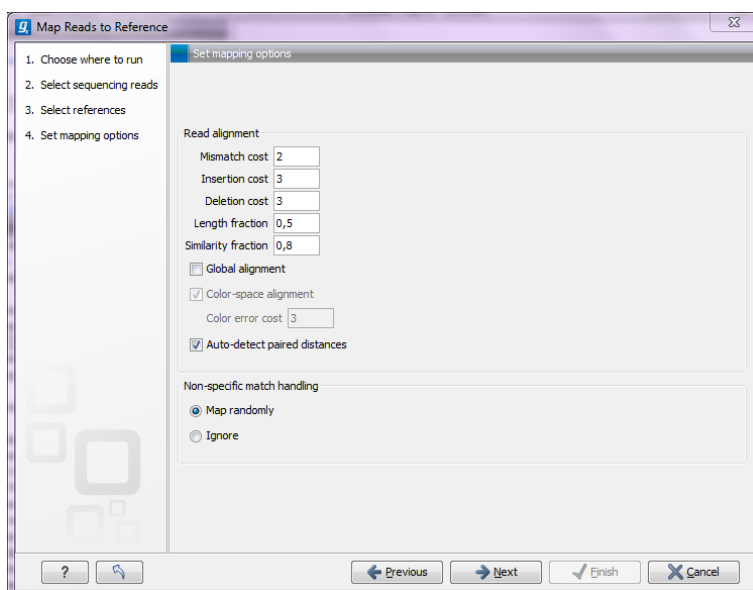 Map Reads to Reference
1. Choose where to run
2. Select sequencing reads
3. Select references
4. Set mapping options
Set mapping options
Read alignment
Mismatch cost 2
Insertion cost 3
Deletion cost 3
Length fraction 0,5
Similarity fraction 0,8
Global alignment
Color-space alignment
Color error cost 3
Auto-detect paired distances
Non-specific match handling
Map randomly
Ignore
? Previous Next Finish Cancel